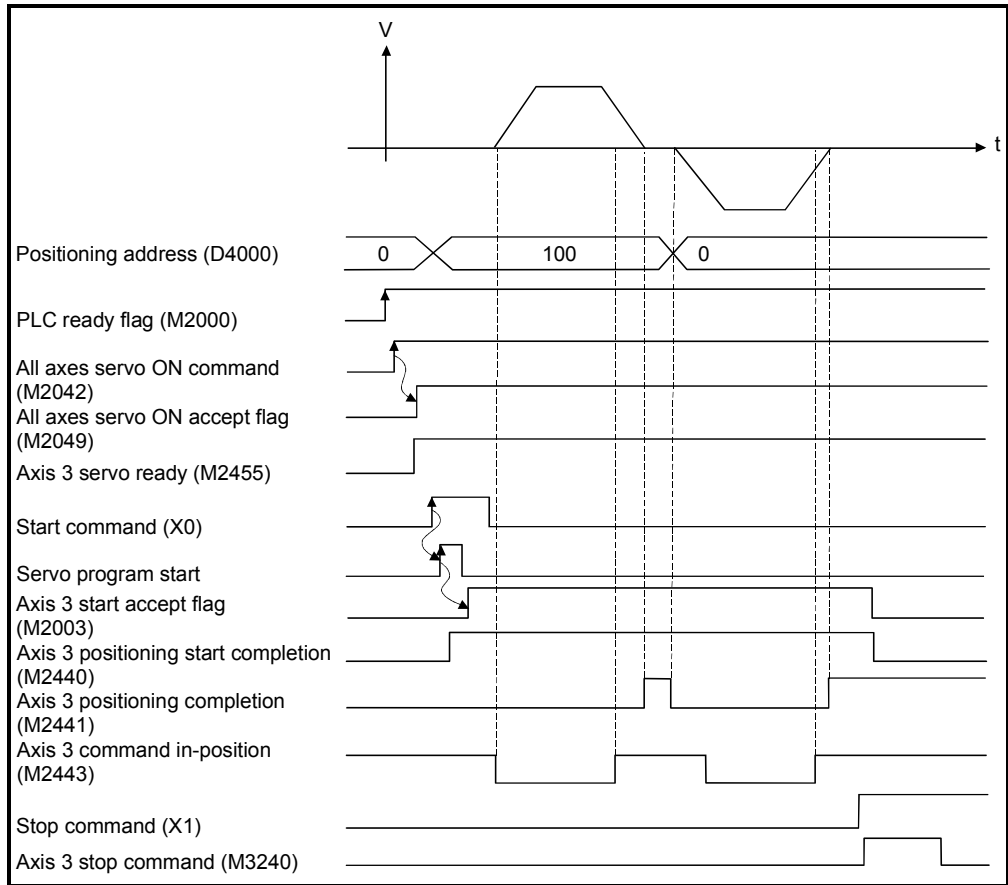 V
t
Positioning address (D4000)
0 100 0
PLC ready flag (M2000)
All axes servo ON command
(M2042)
All axes servo ON accept flag
(M2049)
Axis 3 servo ready (M2455)
Start command (X0)
Servo program start
Axis 3 start accept flag
(M2003)
Axis 3 positioning start completion
(M2440)
Axis 3 positioning completion
(M2441)
Axis 3 command in-position
(M2443)
Stop command (X1)
Axis 3 stop command (M3240)